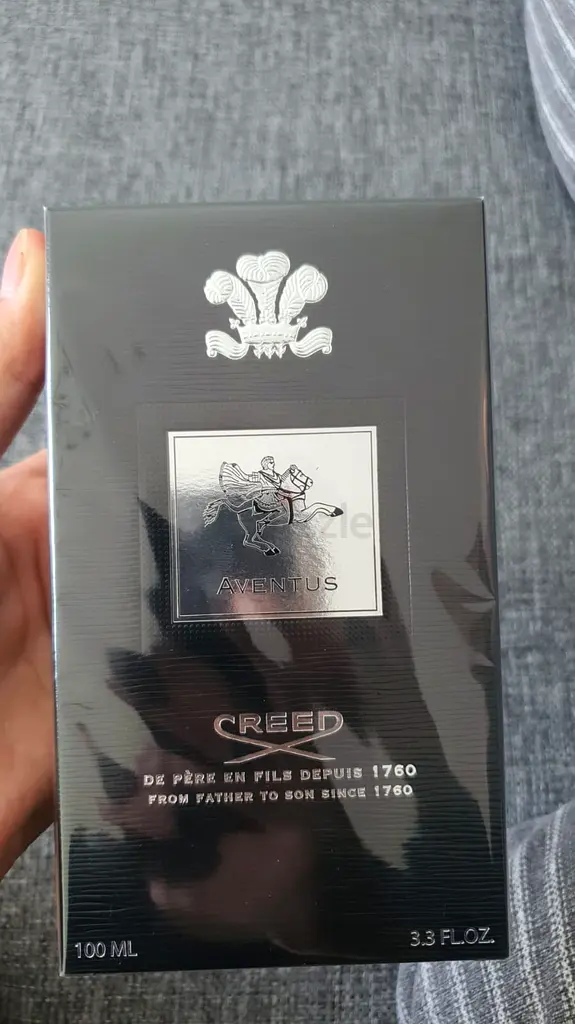 AVENTUS
CREED
DE PÈRE EN FILS DEPUIS 1760
FROM FATHER TO SON SINCE 1760
100 ML
3.3 FL.OZ.